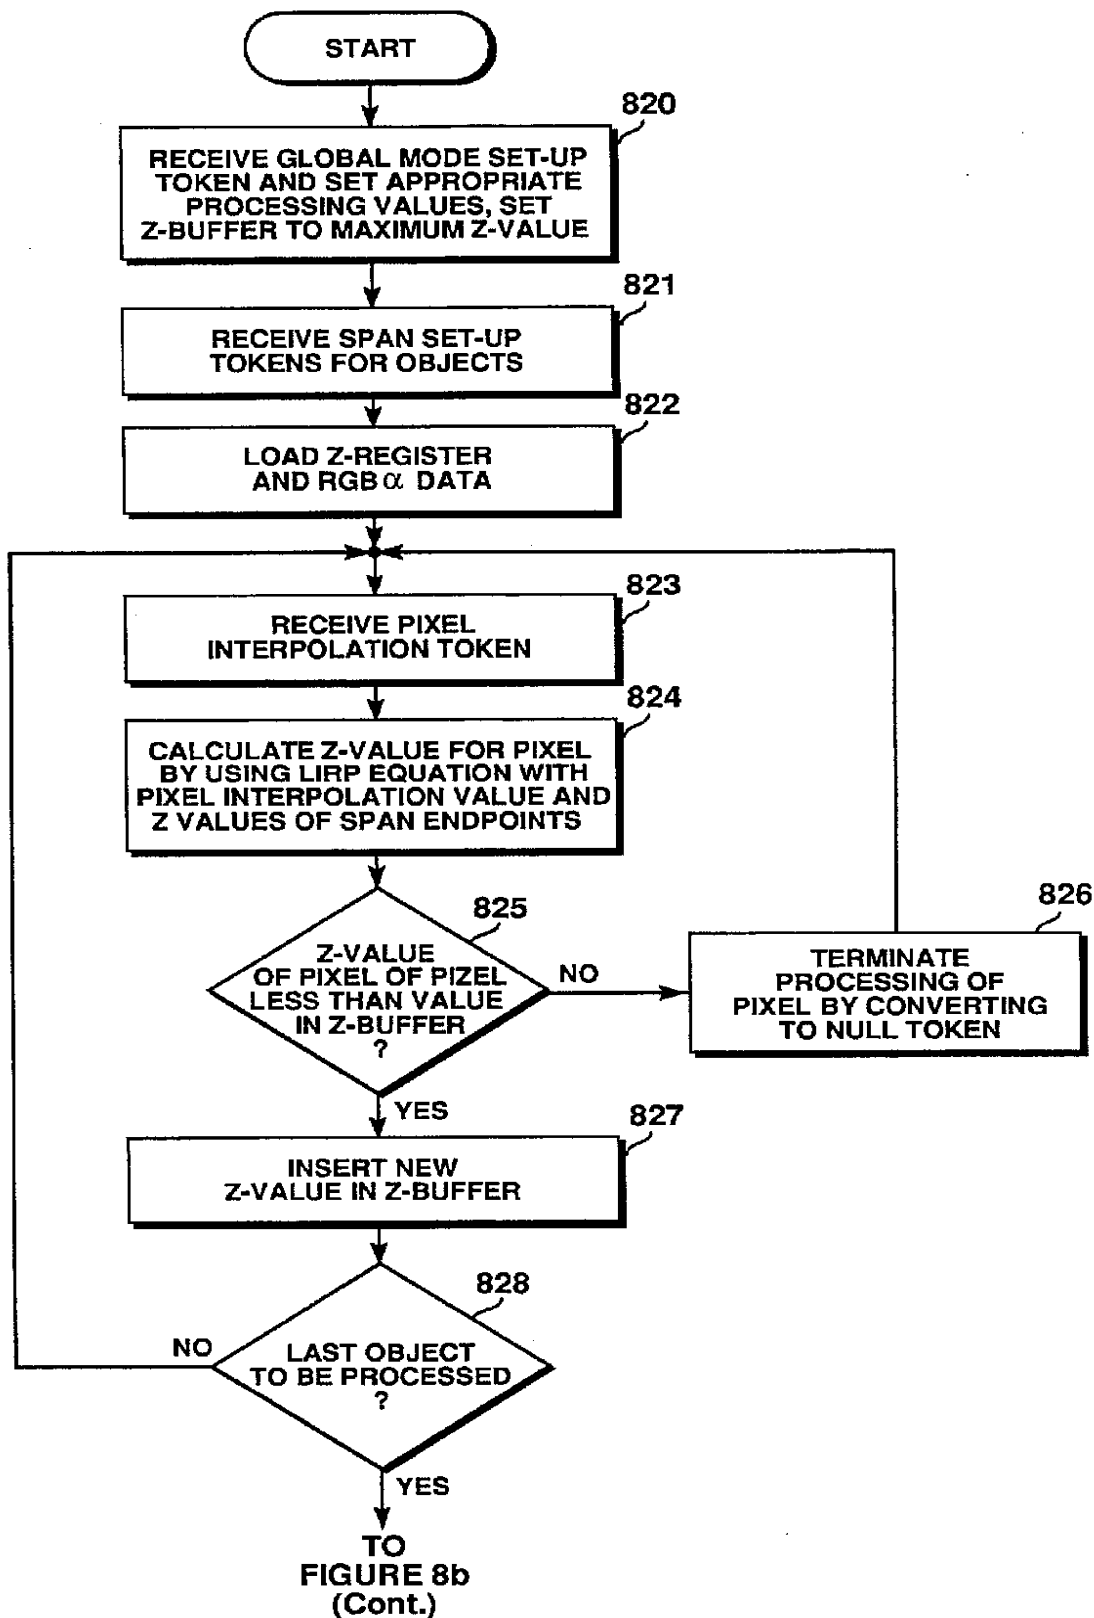 START
820
RECEIVE GLOBAL MODE SET-UP
TOKEN AND SET APPROPRIATE
PROCESSING VALUES, SET
Z-BUFFER TO MAXIMUM Z-VALUE
821
RECEIVE SPAN SET-UP
TOKENS FOR OBJECTS
822
LOAD Z-REGISTER
AND RGB α DATA
823
RECEIVE PIXEL
INTERPOLATION TOKEN
824
CALCULATE Z-VALUE FOR PIXEL
BY USING LIRP EQUATION WITH
PIXEL INTERPOLATION VALUE AND
Z VALUES OF SPAN ENDPOINTS
825
Z-VALUE
OF PIXEL OF PIZEL
LESS THAN VALUE
IN Z-BUFFER
?
NO
826
TERMINATE
PROCESSING OF
PIXEL BY CONVERTING
TO NULL TOKEN
YES
827
INSERT NEW
Z-VALUE IN Z-BUFFER
828
LAST OBJECT
TO BE PROCESSED
?
NO
YES
TO
FIGURE 8b
(Cont.)